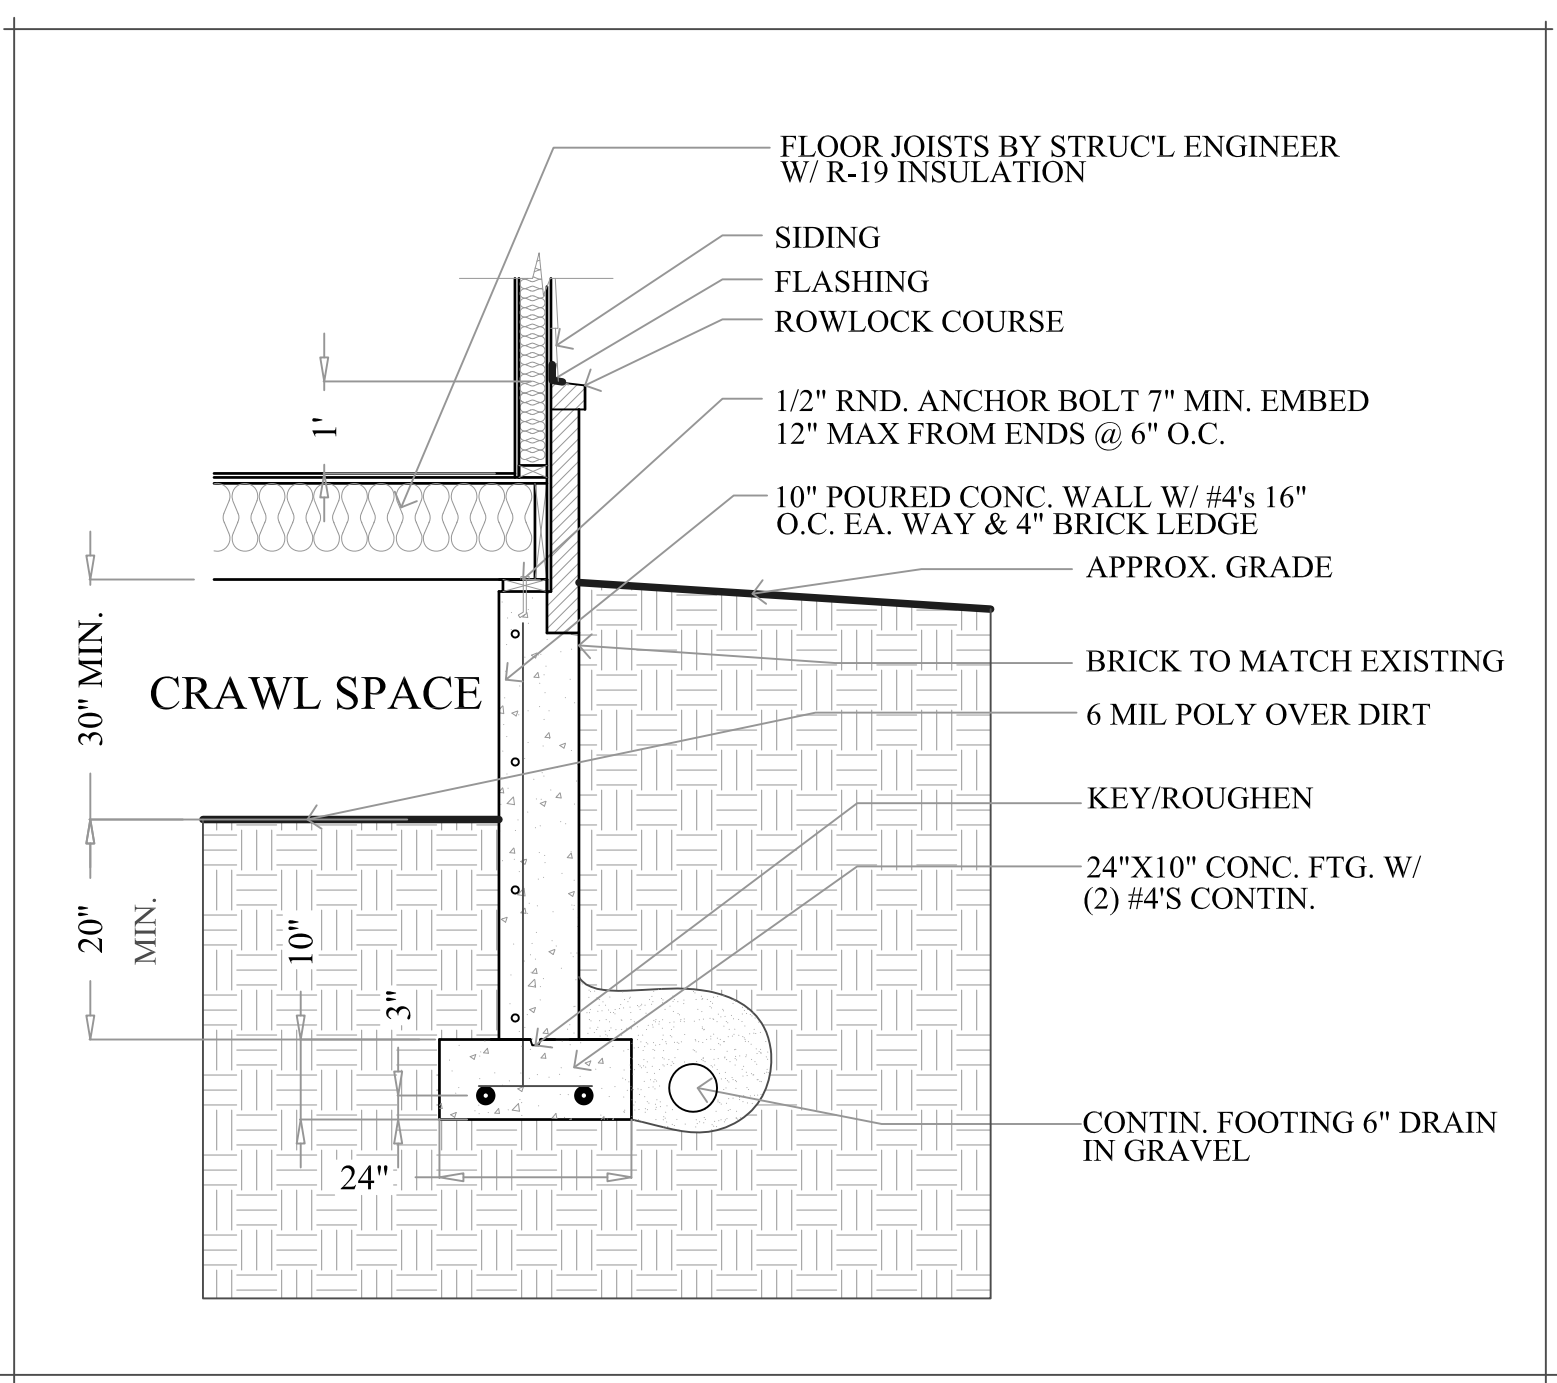 FLOOR JOISTS BY STRUC'L ENGINEER
W/ R-19 INSULATION
SIDING
FLASHING
ROWLOCK COURSE
1/2" RND. ANCHOR BOLT 7" MIN. EMBED
12" MAX FROM ENDS @ 6" O.C.
1'
10" POURED CONC. WALL W/ #4's 16"
O.C. EA. WAY & 4" BRICK LEDGE
APPROX. GRADE
30" MIN.
CRAWL SPACE
BRICK TO MATCH EXISTING
6 MIL POLY OVER DIRT
KEY/ROUGHEN
24"X10" CONC. FTG. W/
(2) #4'S CONTIN.
20"
MIN.
10"
3"
CONTIN. FOOTING 6" DRAIN
IN GRAVEL
24"